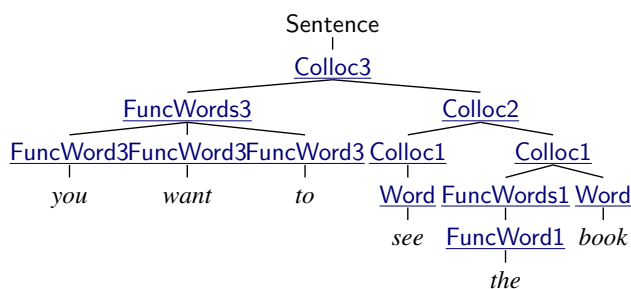 Sentence
Colloc3
FuncWords3 Colloc2
FuncWord3 FuncWord3 FuncWord3 Colloc1 Colloc1
you want to Word FuncWords1 Word
see FuncWord1 book
the